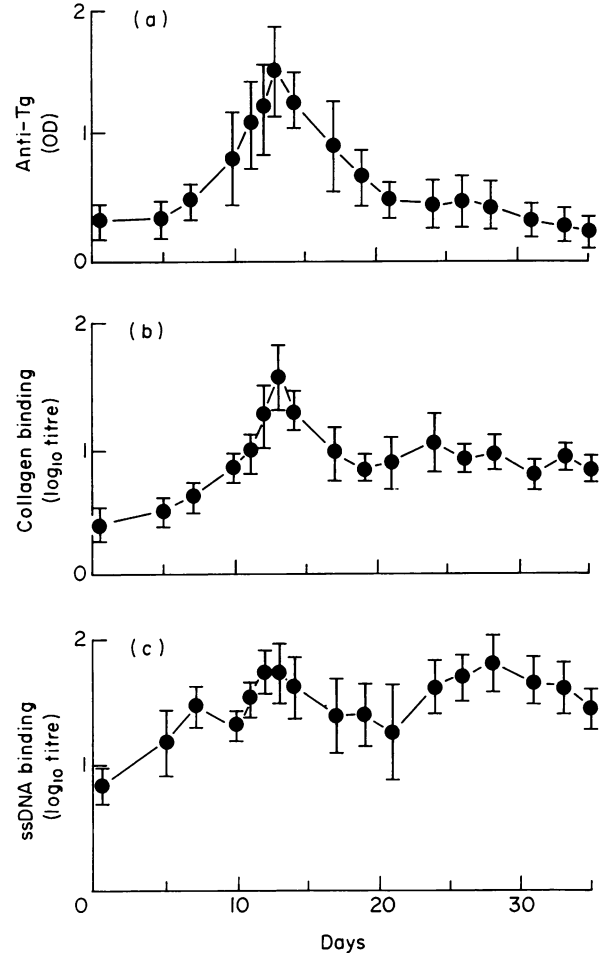 2
(a)
Anti-Tg
(OD)
1
0
2
(b)
Collagen binding
(log₁₀ titre)
1
0
2
(c)
ssDNA binding
(log₁₀ titre)
1
0
10
20
30
Days